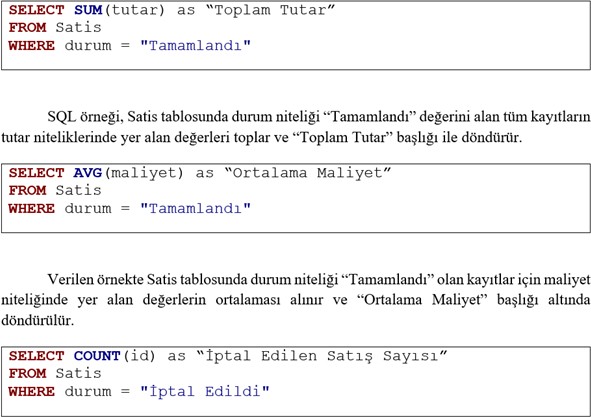 SELECT SUM(tutar) as “Toplam Tutar”
FROM Satis
WHERE durum = "Tamamlandı"
SQL örneği, Satis tablosunda durum niteliği “Tamamlandı” değerini alan tüm kayıtların
tutar niteliklerinde yer alan değerleri toplar ve “Toplam Tutar” başlığı ile döndürür.
SELECT AVG(maliyet) as “Ortalama Maliyet”
FROM Satis
WHERE durum = "Tamamlandı"
Verilen örnekte Satis tablosunda durum niteliği “Tamamlandı” olan kayıtlar için maliyet
niteliğinde yer alan değerlerin ortalaması alınır ve “Ortalama Maliyet” başlığı altında
döndürülür.
SELECT COUNT(id) as “İptal Edilen Satış Sayısı”
FROM Satis
WHERE durum = "İptal Edildi"